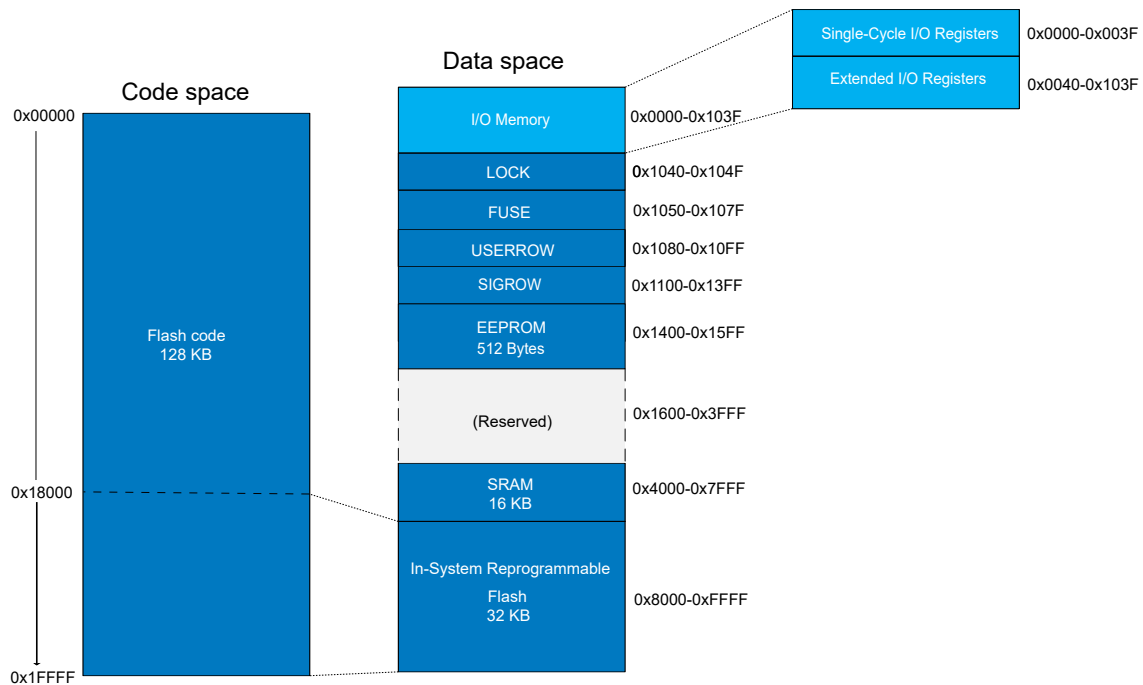 Code space
0x00000
Flash code
128 KB
0x18000
0x1FFFF
Data space
I/O Memory
0x0000-0x103F
LOCK
0x1040-0x104F
FUSE
0x1050-0x107F
USERROW
0x1080-0x10FF
SIGROW
0x1100-0x13FF
EEPROM
512 Bytes
0x1400-0x15FF
(Reserved)
0x1600-0x3FFF
SRAM
16 KB
0x4000-0x7FFF
In-System Reprogrammable
Flash
32 KB
0x8000-0xFFFF
Single-Cycle I/O Registers
0x0000-0x003F
Extended I/O Registers
0x0040-0x103F